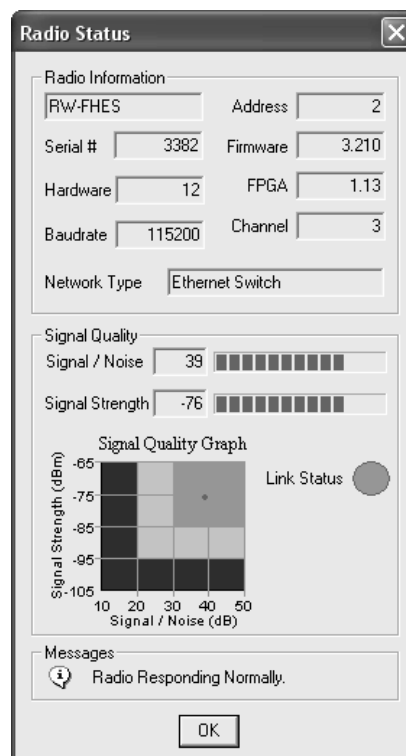 Radio Status
Radio Information
RW-FHES Address 2
Serial # 3382 Firmware 3.210
Hardware 12 FPGA 1.13
Baudrate 115200 Channel 3
Network Type Ethernet Switch
Signal Quality
Signal / Noise 39
Signal Strength -76
Signal Quality Graph
Link Status
Signal Strength (dBm)
-65
-75
-85
-95
-105
10 20 30 40 50
Signal / Noise (dB)
Messages
Radio Responding Normally.
OK